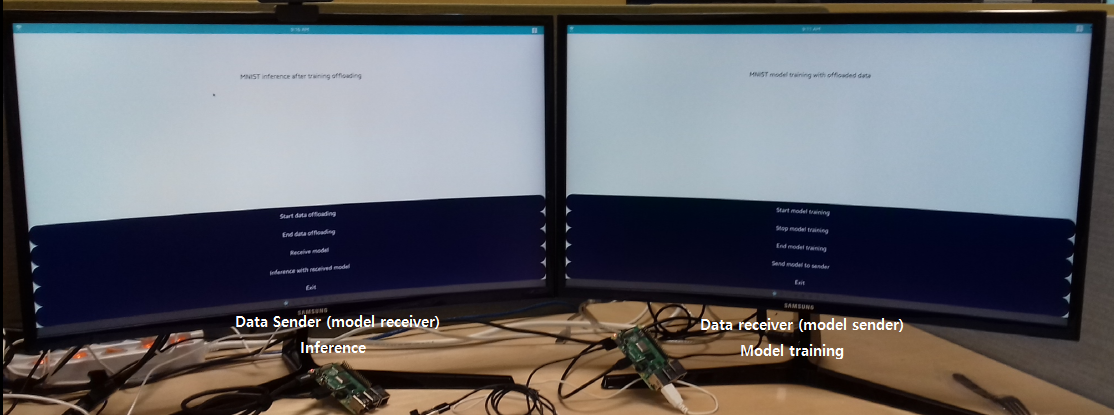 MNIST inference after training offloading
Start data offloading
End data offloading
Receive model
Inference with received model
Exit
SAMSUNG
Data Sender (model receiver)
Inference
MNIST model training with offloaded data
Start model training
Stop model training
End model training
Send model to sender
Exit
SAMSUNG
Data receiver (model sender)
Model training